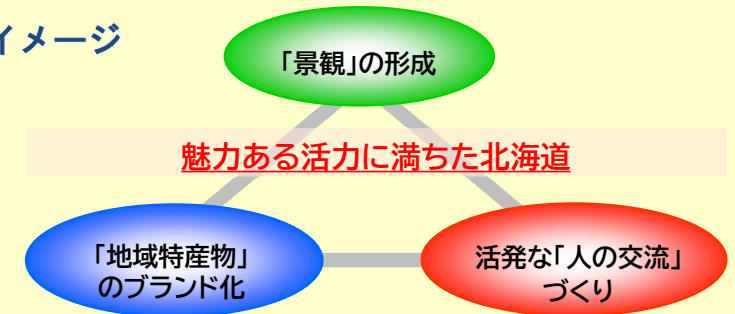 イメージ
「景観」の形成
魅力ある活力に満ちた北海道
「地域特産物」
のブランド化
活発な「人の交流」
づくり